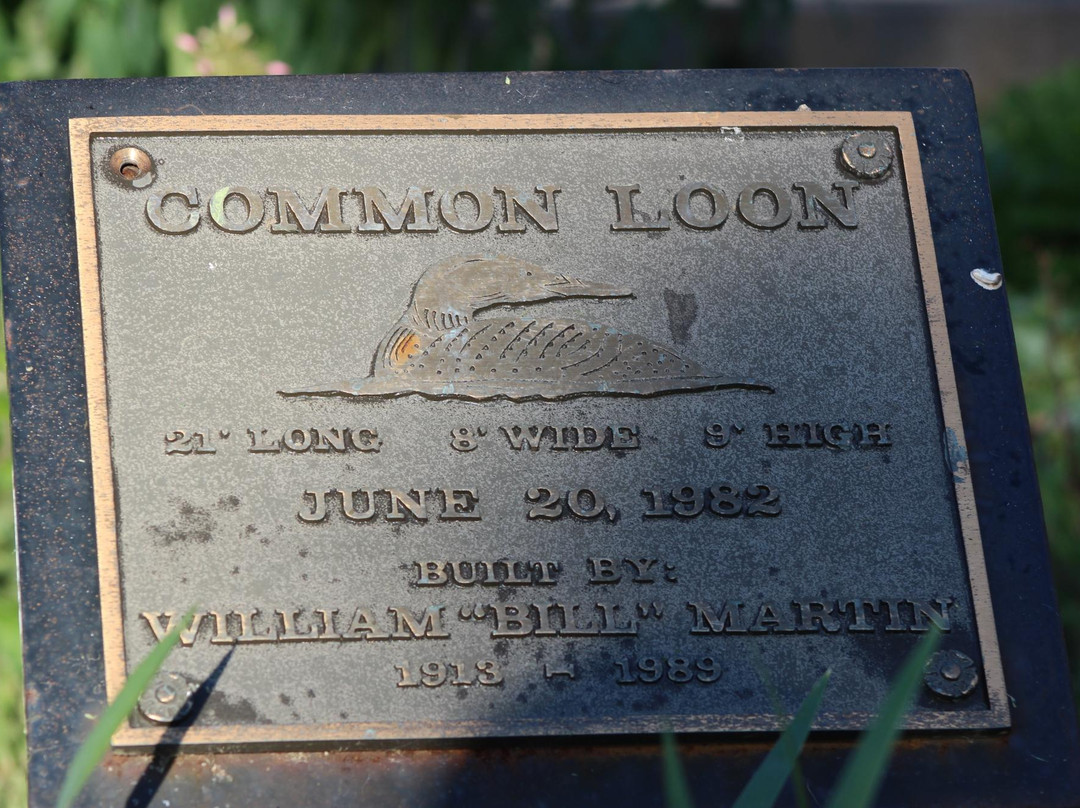 COMMON LOON
21' LONG 8' WIDE 9' HIGH
JUNE 20, 1982
BUILT BY:
WILLIAM "BILL" MARTIN
1913 - 1989